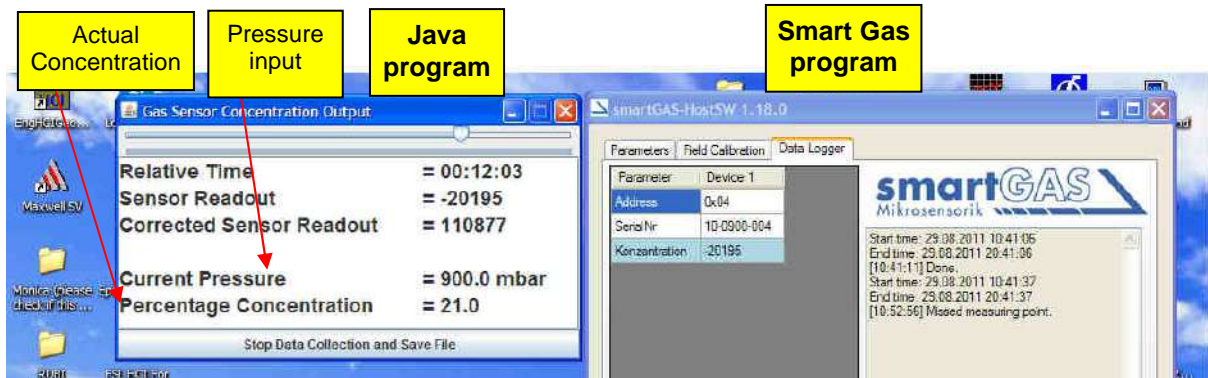 Actual
Concentration
Pressure
input
Java
program
Smart Gas
program
Gas Sensor Concentration Output
Relative Time = 00:12:03
Sensor Readout = -20195
Corrected Sensor Readout = 110877
Current Pressure = 900.0 mbar
Percentage Concentration = 21.0
Stop Data Collection and Save File
Maxwell SV
Monica (please
check if this ...
smartGAS-HostSW 1.18.0
Parameters Field Calibration Data Logger
Parameter Device 1
Address 0x04
SerialNr 10-0900-004
Konzentration -20195
smartGAS
Mikrosensorik
Start time: 29.08.2011 10:41:06
End time: 29.08.2011 20:41:06
[10:41:11] Done.
Start time: 29.08.2011 10:41:37
End time: 29.08.2011 20:41:37
[10:52:56] Missed measuring point.